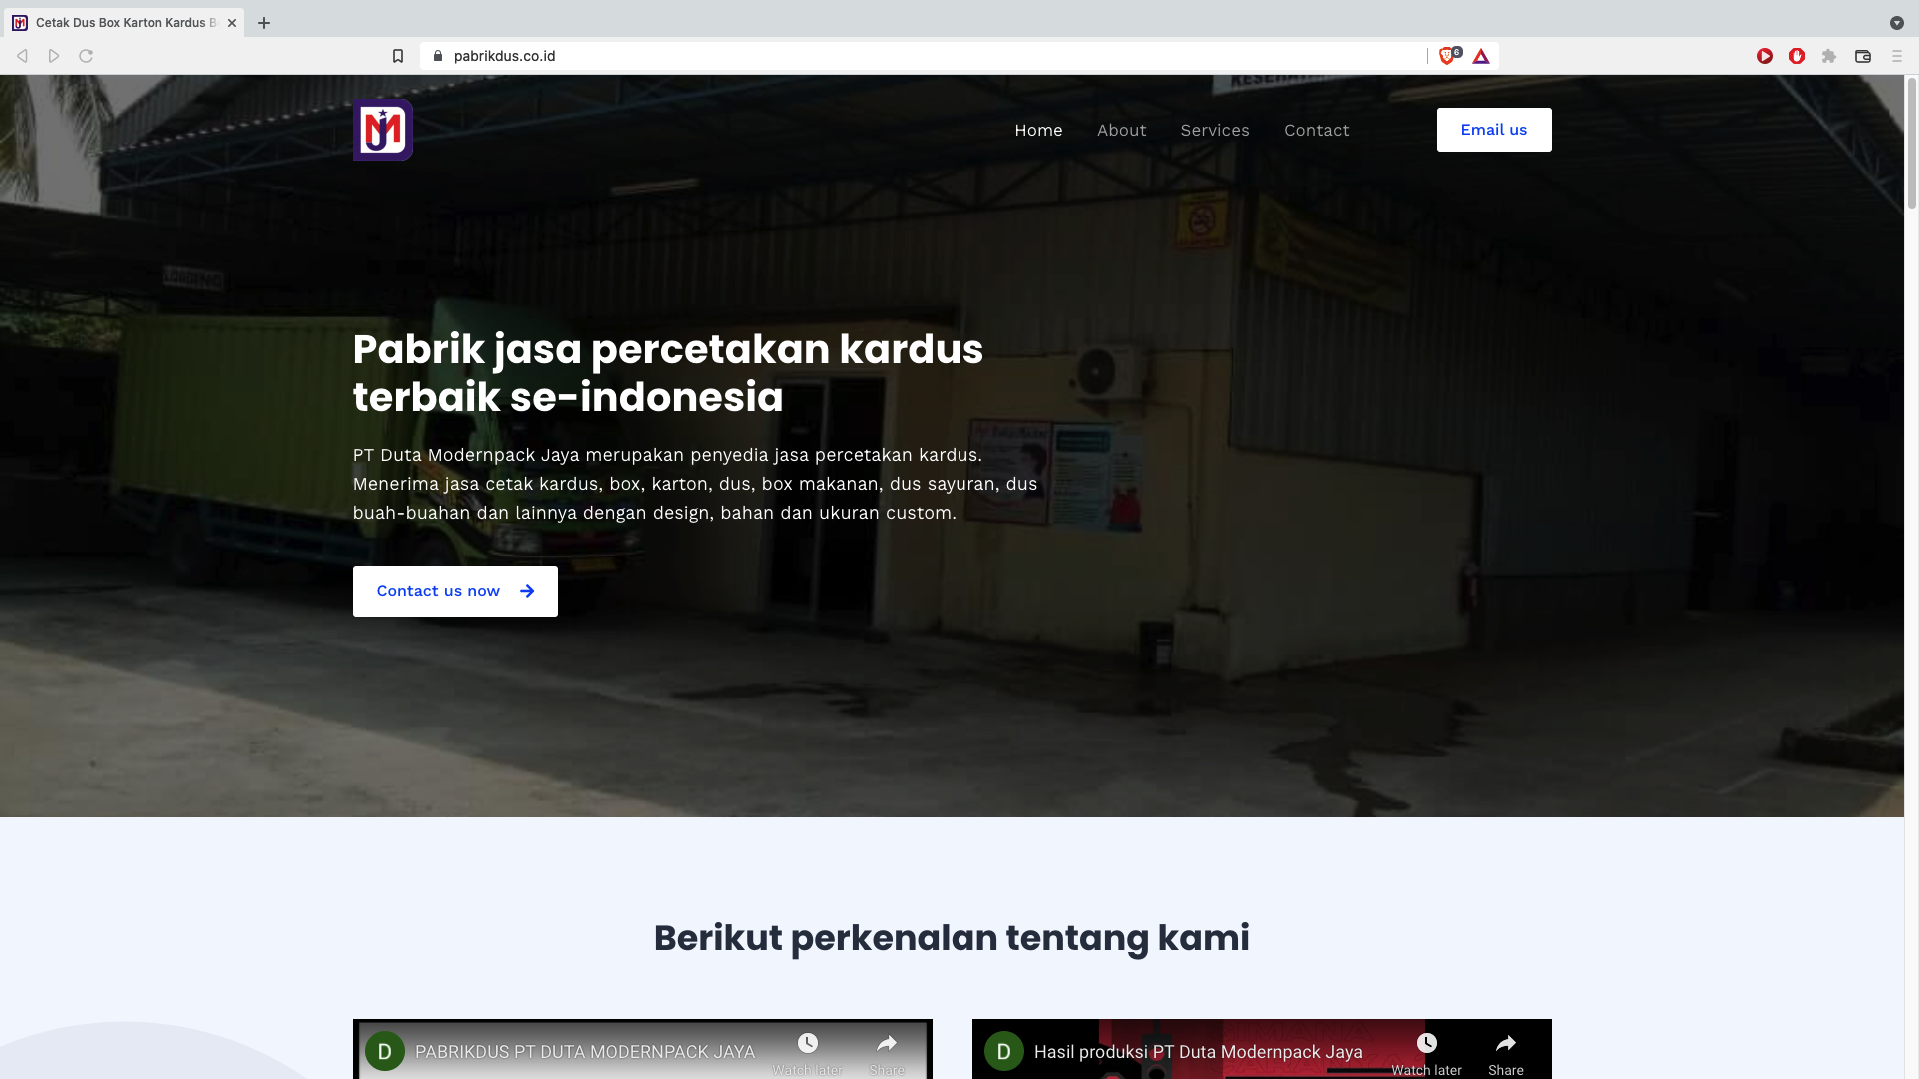 Cetak Dus Box Karton Kardus B
pabrikdus.co.id
6
MJ
Home
About
Services
Contact
Email us
Pabrik jasa percetakan kardus
terbaik se-indonesia
PT Duta Modernpack Jaya merupakan penyedia jasa percetakan kardus.
Menerima jasa cetak kardus, box, karton, dus, box makanan, dus sayuran, dus
buah-buahan dan lainnya dengan design, bahan dan ukuran custom.
Contact us now
Berikut perkenalan tentang kami
D PABRIKDUS PT DUTA MODERNPACK JAYA
Watch later
Share
D Hasil produksi PT Duta Modernpack Jaya
Watch later
Share